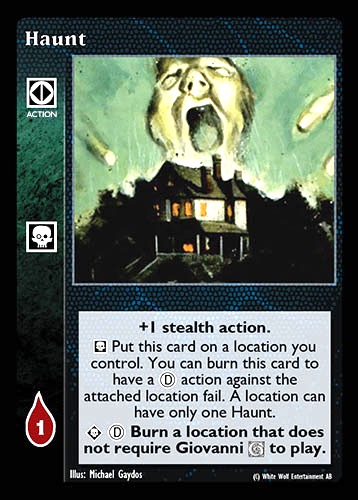 Haunt
ACTION
+1 stealth action.
Put this card on a location you
control. You can burn this card to
have a Ⓓ action against the
attached location fail. A location can
have only one Haunt.
Ⓓ Burn a location that does
not require Giovanni to play.
1
Illus: Michael Gaydos
(C) White Wolf Entertainment AB